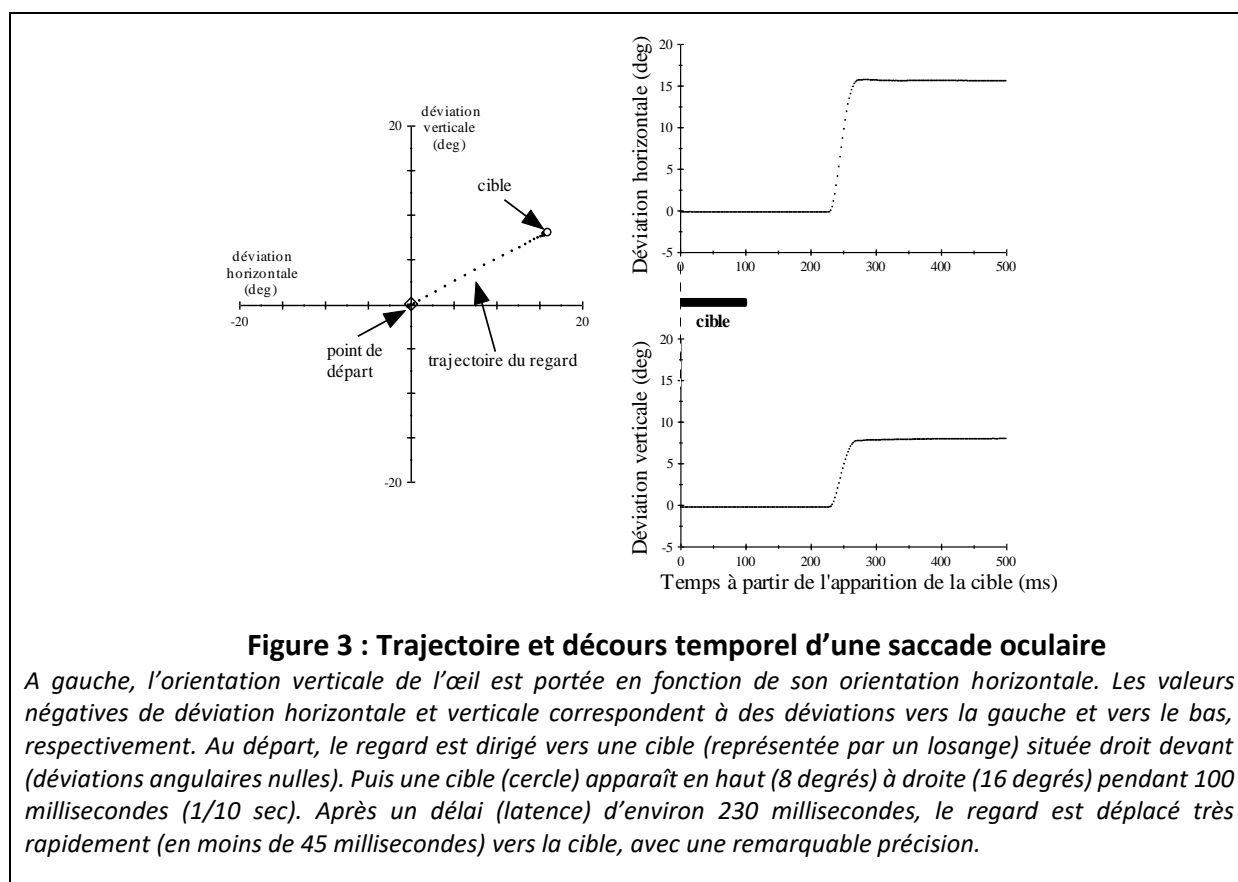 déviation
verticale
(deg)
20
cible
déviation
horizontale
(deg)
-20
20
point de
départ
trajectoire du regard
-20
Déviation horizontale (deg)
20
15
10
5
0
-5
0
100
200
300
400
500
cible
Déviation verticale (deg)
20
15
10
5
0
-5
0
100
200
300
400
500
Temps à partir de l'apparition de la cible (ms)
Figure 3 : Trajectoire et décours temporel d’une saccade oculaire
A gauche, l’orientation verticale de l’œil est portée en fonction de son orientation horizontale. Les valeurs
négatives de déviation horizontale et verticale correspondent à des déviations vers la gauche et vers le bas,
respectivement. Au départ, le regard est dirigé vers une cible (représentée par un losange) située droit devant
(déviations angulaires nulles). Puis une cible (cercle) apparaît en haut (8 degrés) à droite (16 degrés) pendant 100
millisecondes (1/10 sec). Après un délai (latence) d’environ 230 millisecondes, le regard est déplacé très
rapidement (en moins de 45 millisecondes) vers la cible, avec une remarquable précision.